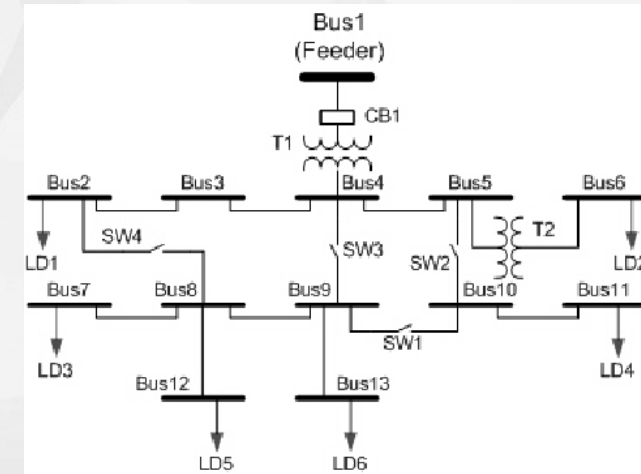 Bus1
(Feeder)
CB1
T1
Bus2
Bus3
Bus4
Bus5
Bus6
SW4
SW3
SW2
T2
LD1
LD2
Bus7
Bus8
Bus9
Bus10
Bus11
SW1
LD3
LD4
Bus12
Bus13
LD5
LD6